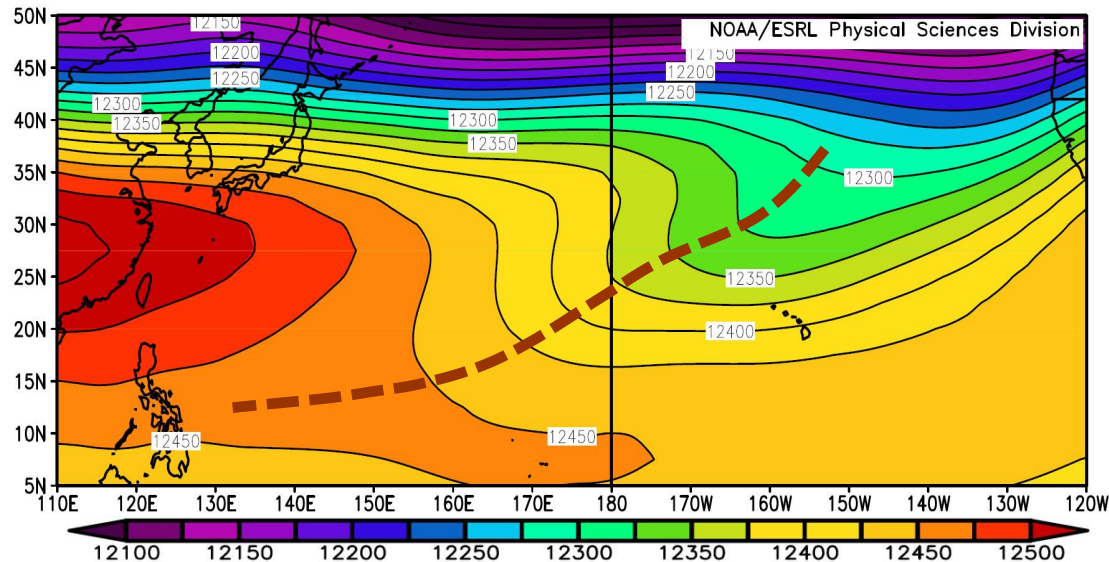 50N
12150
NOAA/ESRL Physical Sciences Division
12150
12200
12200
45N
12250
12250
12300
40N
12350
12300
12350
35N
12300
30N
25N
12350
20N
12400
15N
10N
12450
12450
5N
110E 120E 130E 140E 150E 160E 170E 180 170W 160W 150W 140W 130W 120W
12100 12150 12200 12250 12300 12350 12400 12450 12500